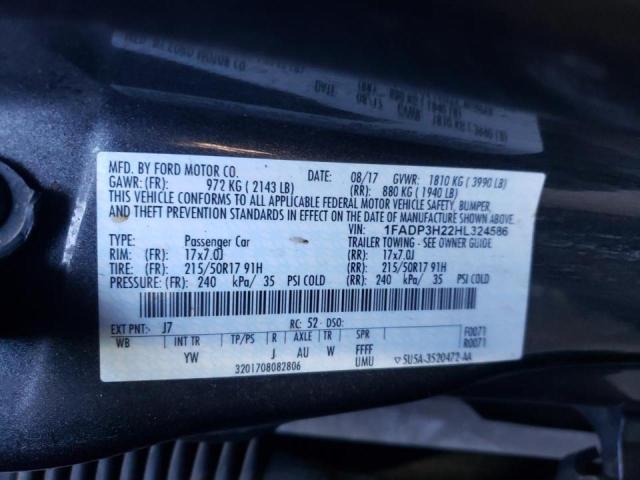 MFD. BY FORD MOTOR CO.
DATE: 08/17 GVWR: 1810 KG ( 3990 LB)
GAWR: (FR): 972 KG ( 2143 LB) (RR): 880 KG ( 1940 LB)
THIS VEHICLE CONFORMS TO ALL APPLICABLE FEDERAL MOTOR VEHICLE SAFETY, BUMPER,
AND THEFT PREVENTION STANDARDS IN EFFECT ON THE DATE OF MANUFACTURE SHOWN ABOVE.
VIN: 1FADP3H22HL324586
TYPE: Passenger Car TRAILER TOWING - SEE OWNER GUIDE
RIM: (FR): 17x7.0J (RR): 17x7.0J
TIRE: (FR): 215/50R17 91H (RR): 215/50R17 91H
PRESSURE: (FR): 240 kPa/ 35 PSI COLD (RR): 240 kPa/ 35 PSI COLD
EXT PNT: J7 RC: 52 DSO: F0071
WB INT TR TP/PS R AXLE TR SPR R0071
YW J AU W FFFF
3201708082806 UMU ▽ SU5A-3520472-AA